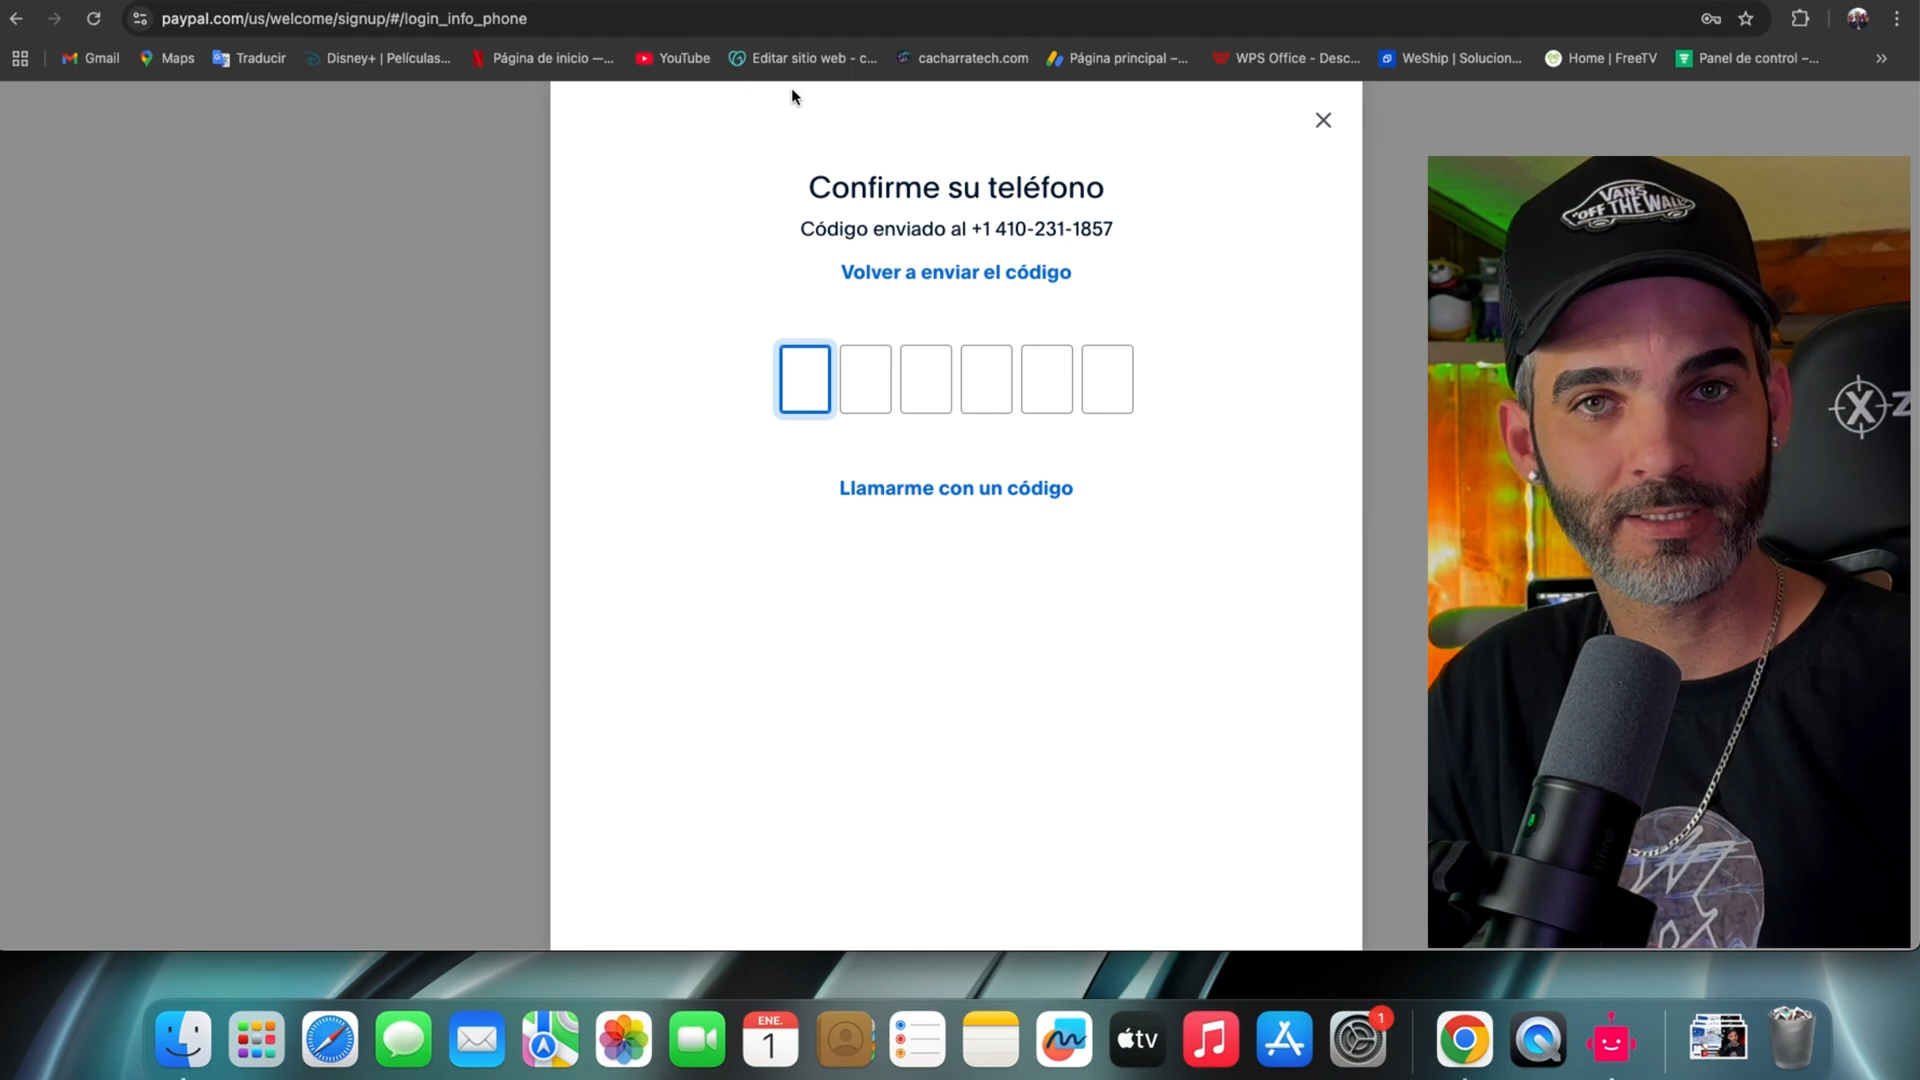 paypal.com/us/welcome/signup/#/login_info_phone
Gmail
Maps
Traducir
Disney+ | Películas...
Página de inicio —...
YouTube
Editar sitio web - c...
cacharratech.com
Página principal –...
WPS Office - Desc...
WeShip | Solucion...
Home | FreeTV
Panel de control –...
Confirme su teléfono
Código enviado al +1 410-231-1857
Volver a enviar el código
Llamarme con un código
VANS
"OFF THE WALL"
X
Z
fifine
ENE.
1
tv
1